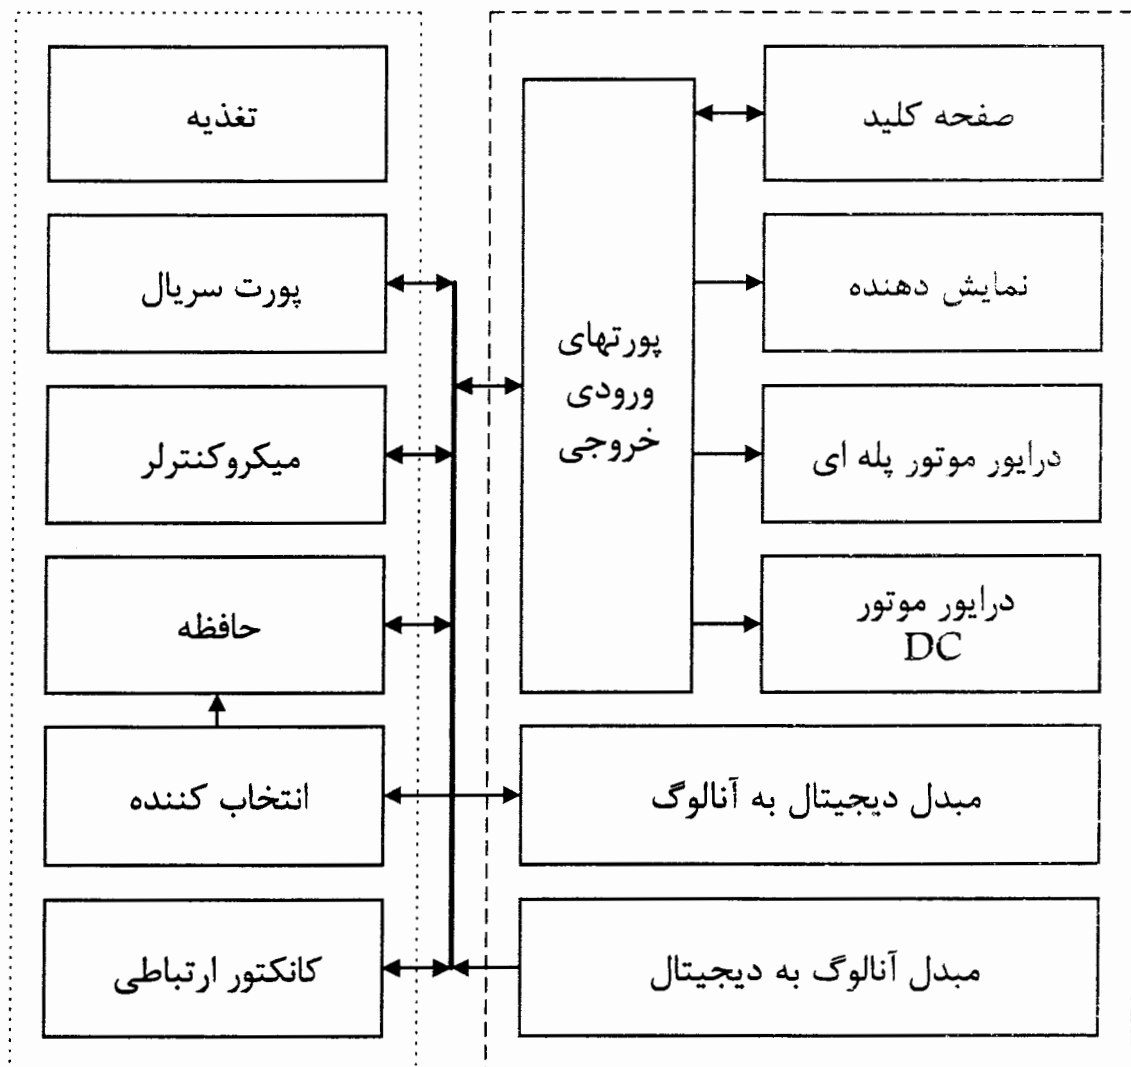 تغذیه
پورت سریال
میکروکنترلر
حافظه
انتخاب کننده
کانکتور ارتباطی
پورتهای
ورودی
خروجی
صفحه کلید
نمایش دهنده
درایور موتور پله ای
درایور موتور
DC
مبدل دیجیتال به آنالوگ
مبدل آنالوگ به دیجیتال